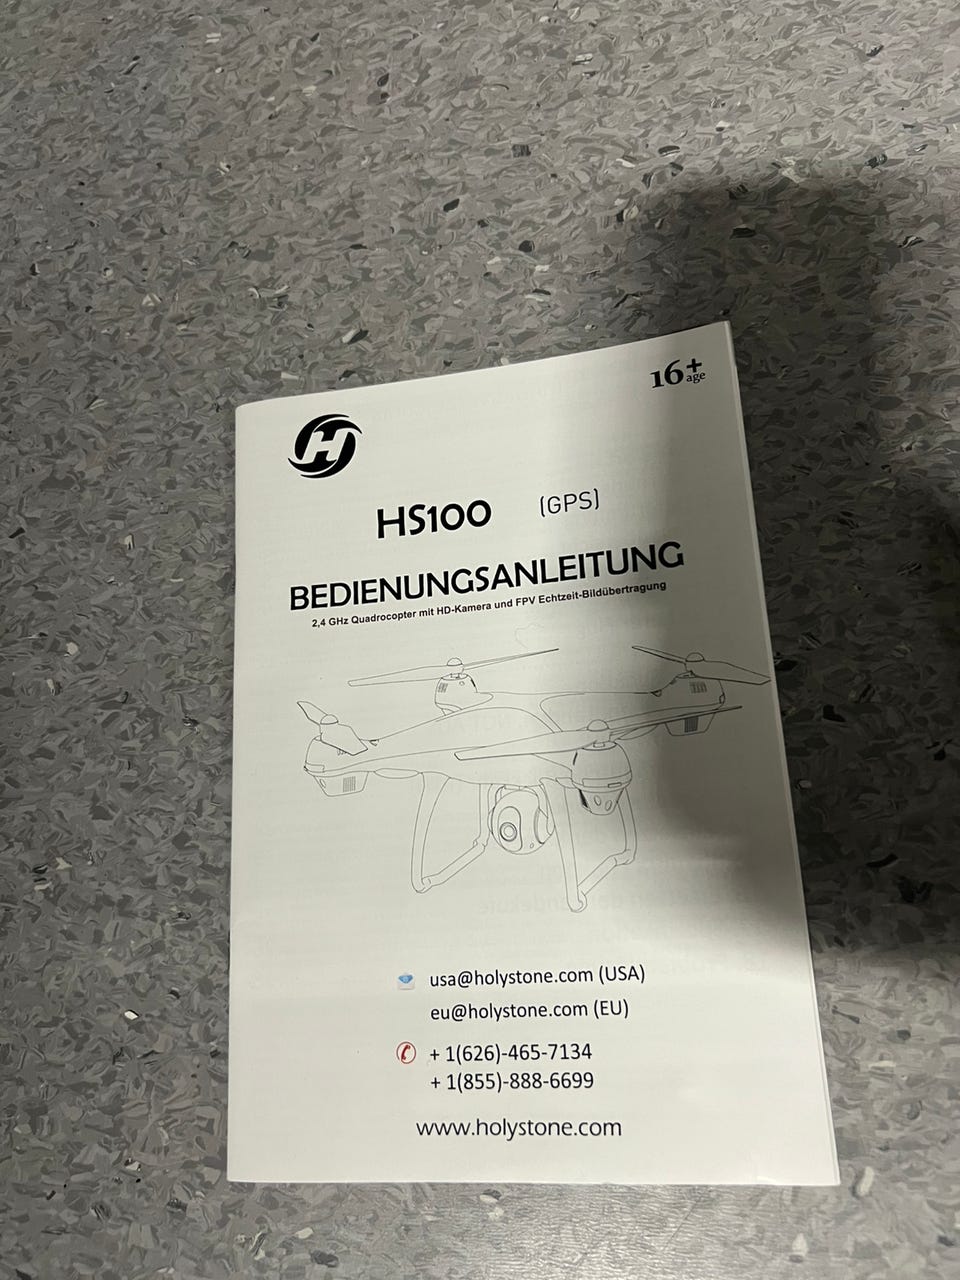 16+
age
H
HS100 (GPS)
BEDIENUNGSANLEITUNG
2,4 GHz Quadrocopter mit HD-Kamera und FPV Echtzeit-Bildübertragung
usa@holystone.com (USA)
eu@holystone.com (EU)
+ 1(626)-465-7134
+ 1(855)-888-6699
www.holystone.com